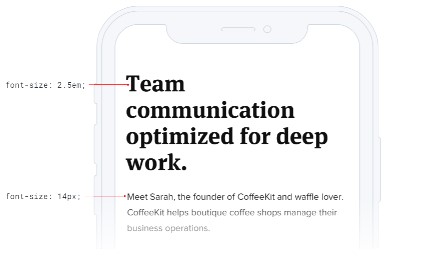 font-size: 2.5em;
Team
communication
optimized for deep
work.
font-size: 14px;
Meet Sarah, the founder of CoffeeKit and waffle lover.
CoffeeKit helps boutique coffee shops manage their
business operations.